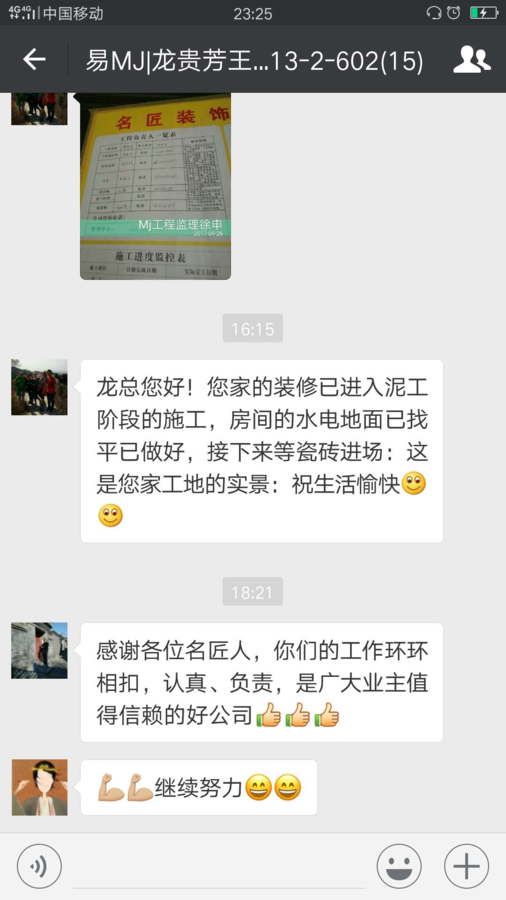 4G 4G 中国移动 23:25
易MJ|龙贵芳王...13-2-602(15)
名匠装饰
工程负责人一览表
Mj工程监理徐申
2017-09-26
施工进度监控表
16:15
龙总您好！您家的装修已进入泥工
阶段的施工，房间的水电地面已找
平已做好，接下来等瓷砖进场：这
是您家工地的实景：祝生活愉快
18:21
感谢各位名匠人，你们的工作环环
相扣，认真、负责，是广大业主值
得信赖的好公司
继续努力